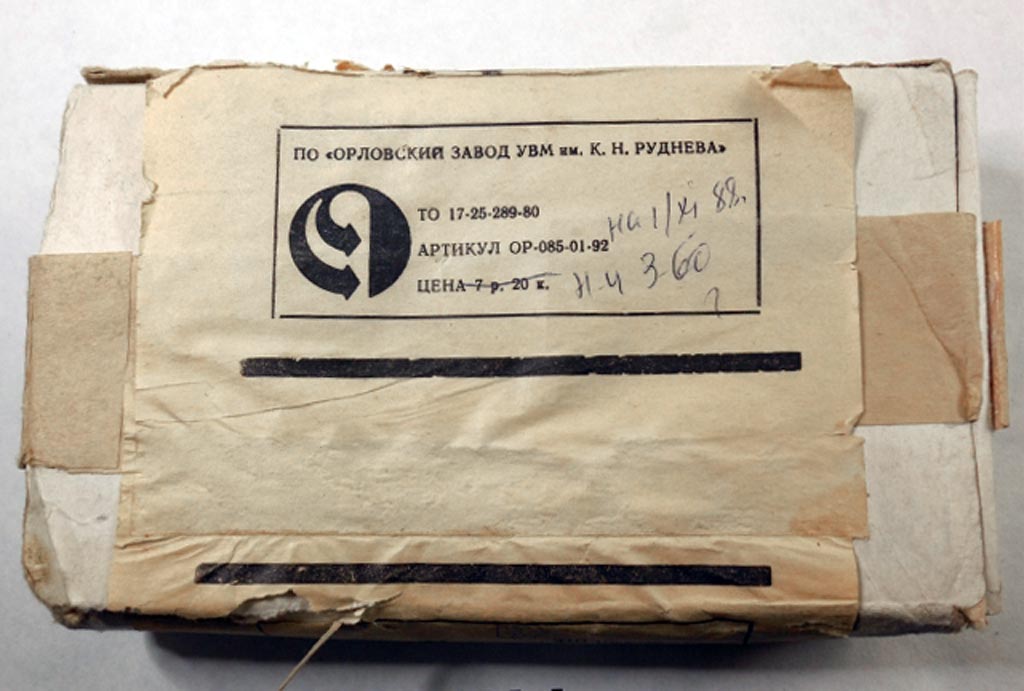 ПО «ОРЛОВСКИЙ ЗАВОД УВМ им. К. Н. РУДНЕВА»
ТО 17-25-289-80
АРТИКУЛ ОР-085-01-92
на 1/XI 88г.
ЦЕНА 7 р. 20 к.
н-ч 3-60